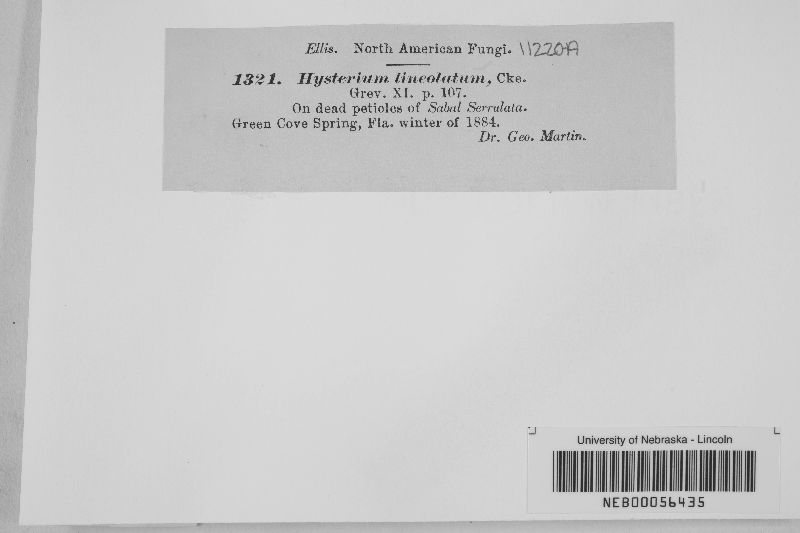 Ellis. North American Fungi. 112204A
1321. Hysterium lineolatum, Cke.
Grev. XI. p. 107.
On dead petioles of Sabal Serrulata.
Green Cove Spring, Fla. winter of 1884.
Dr. Geo. Martin.
University of Nebraska - Lincoln
NEB00056435